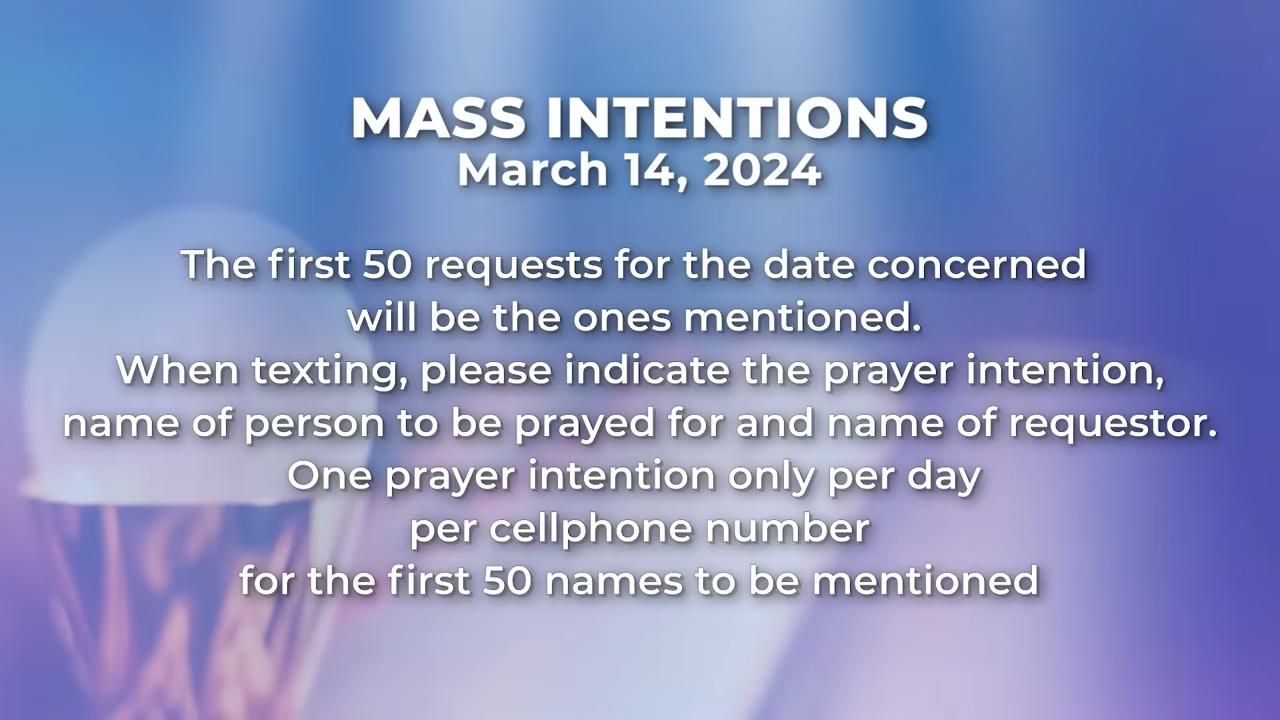 MASS INTENTIONS
March 14, 2024
The first 50 requests for the date concerned
will be the ones mentioned.
When texting, please indicate the prayer intention,
name of person to be prayed for and name of requestor.
One prayer intention only per day
per cellphone number
for the first 50 names to be mentioned